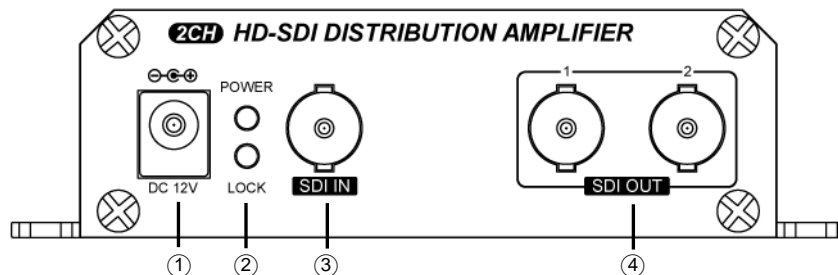 2CH HD-SDI DISTRIBUTION AMPLIFIER
POWER
LOCK
DC 12V
SDI IN
1 2
SDI OUT
① ② ③ ④